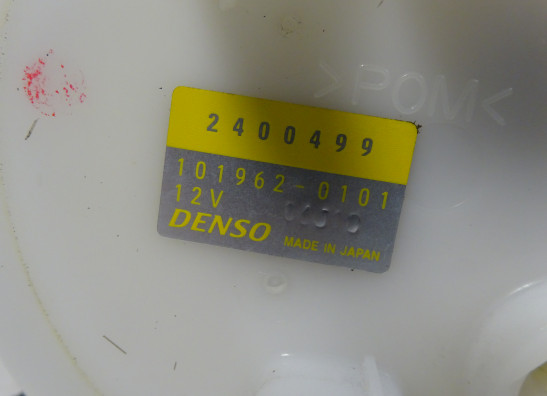 >POM<
2400499
101962-0101
12V
DENSO
MADE IN JAPAN